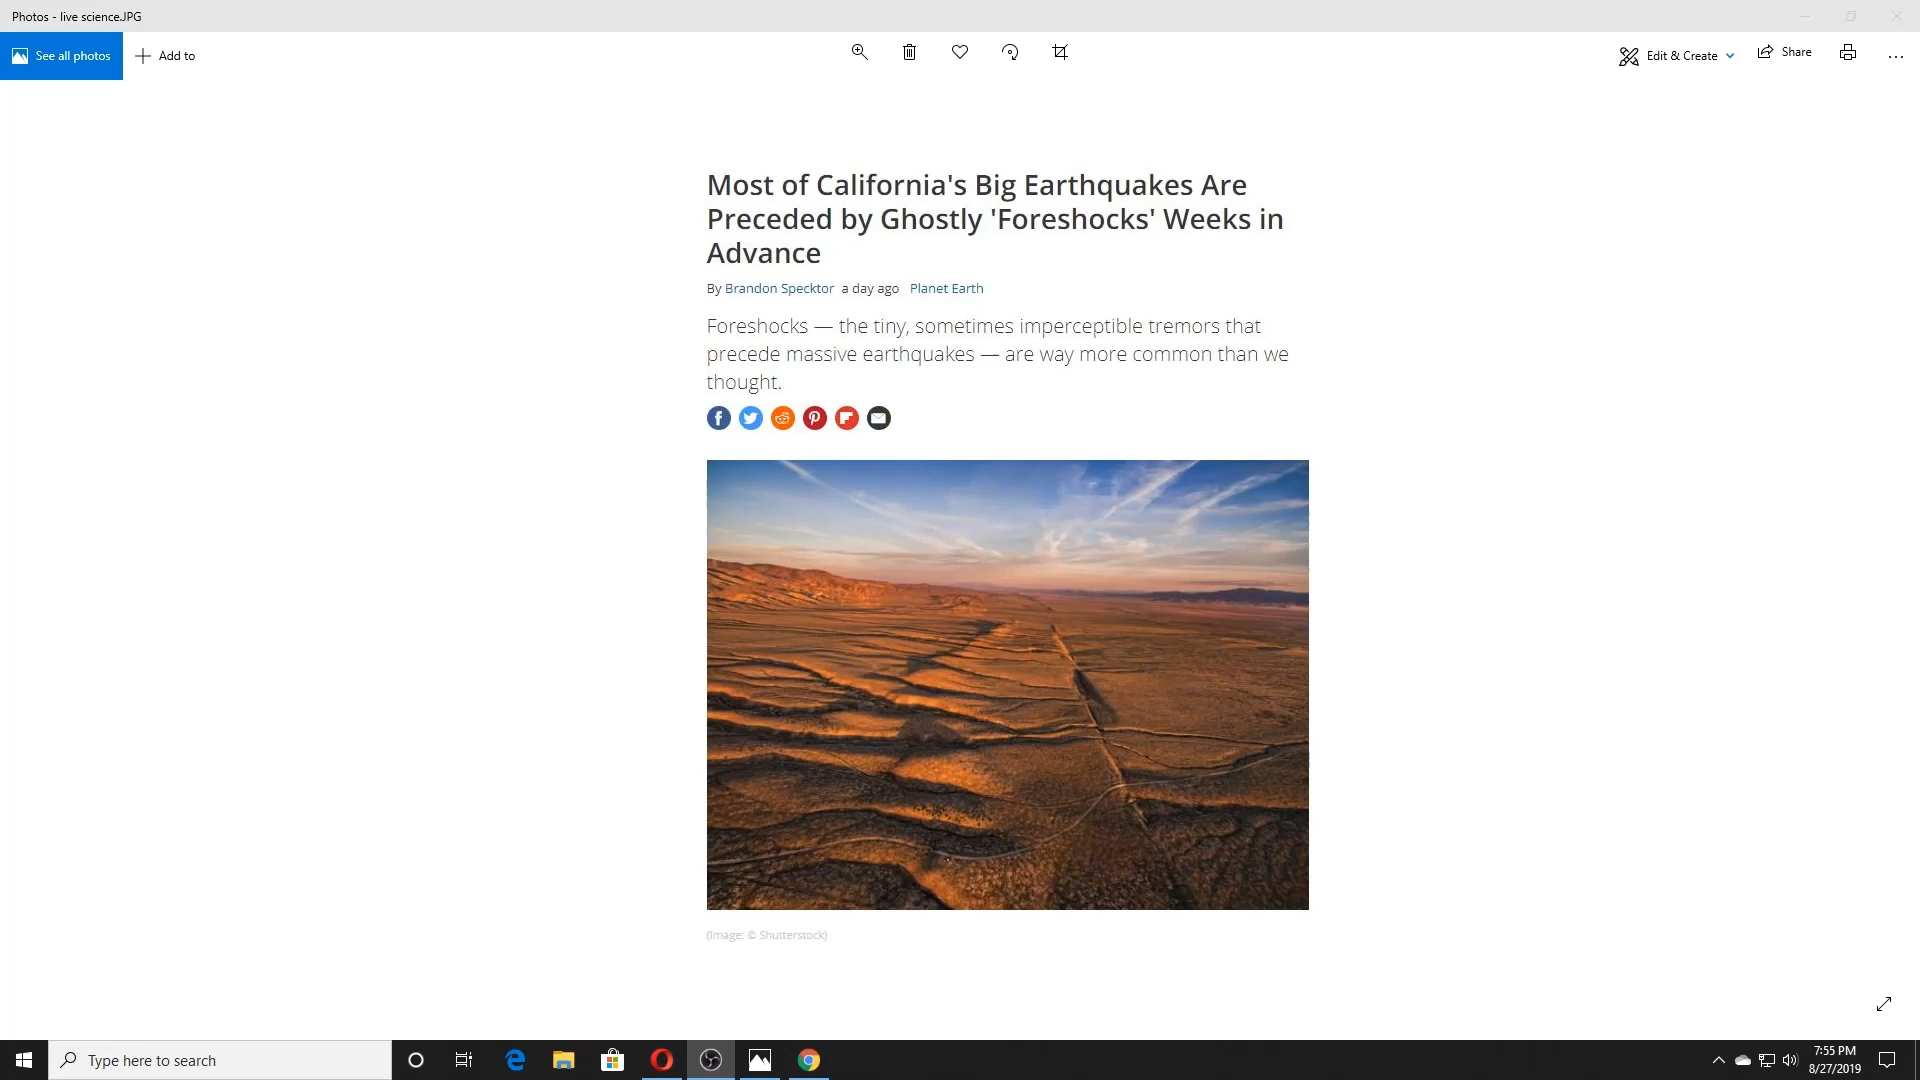 Photos - live science.JPG
See all photos
Add to
Edit & Create
Share
Most of California's Big Earthquakes Are
Preceded by Ghostly 'Foreshocks' Weeks in
Advance
By Brandon Specktor a day ago Planet Earth
Foreshocks — the tiny, sometimes imperceptible tremors that
precede massive earthquakes — are way more common than we
thought.
(Image: © Shutterstock)
Type here to search
7:55 PM
8/27/2019